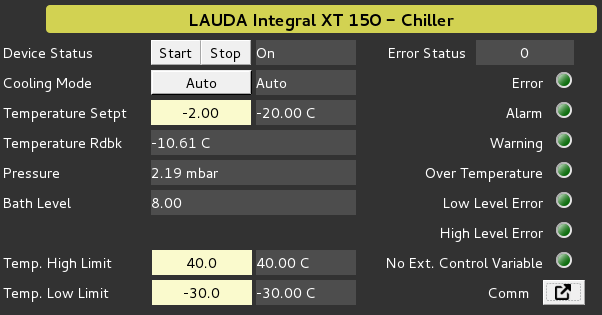 LAUDA Integral XT 150 – Chiller
Device Status Start Stop On Error Status 0
Cooling Mode Auto Auto Error
Temperature Setpt -2.00 -20.00 C Alarm
Temperature Rdbk -10.61 C Warning
Pressure 2.19 mbar Over Temperature
Bath Level 8.00 Low Level Error
High Level Error
Temp. High Limit 40.0 40.00 C No Ext. Control Variable
Temp. Low Limit -30.0 -30.00 C Comm